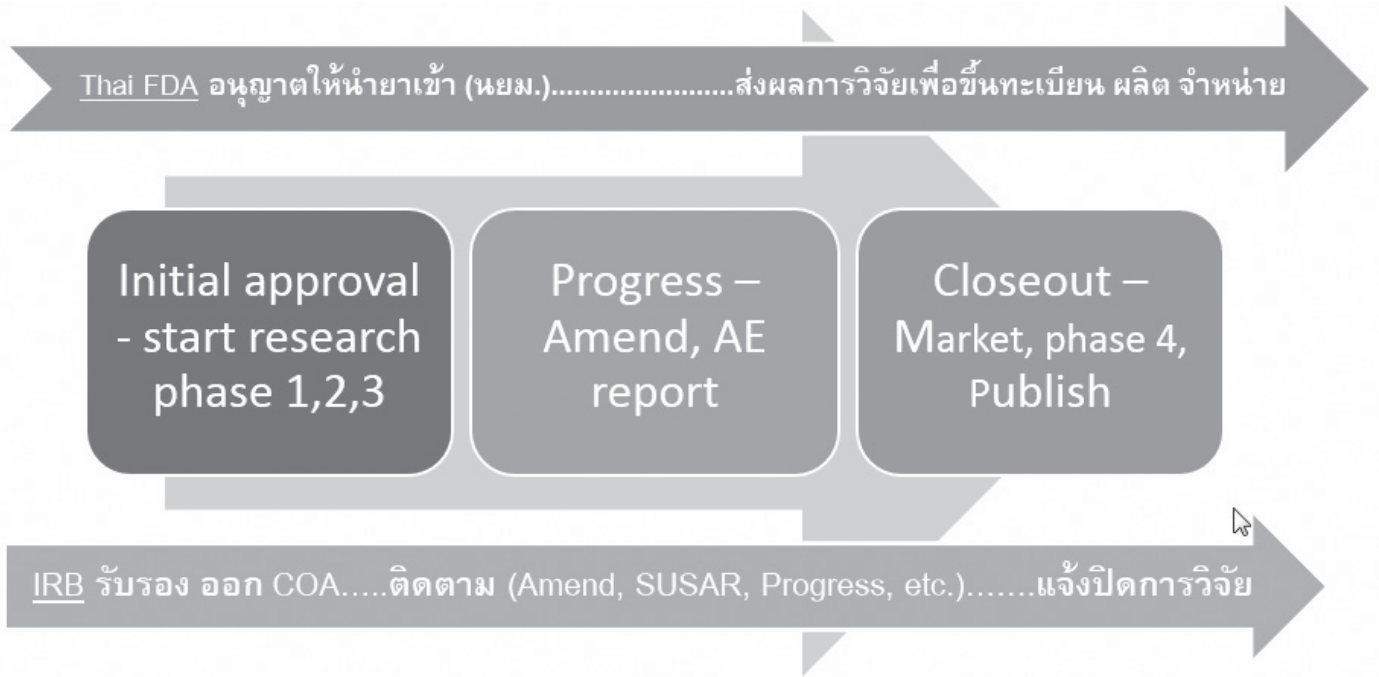 Thai FDA อนุญาตให้นำยาเข้า (นยม.)........................ส่งผลการวิจัยเพื่อขึ้นทะเบียน ผลิต จำหน่าย
Initial approval
- start research
phase 1,2,3
Progress –
Amend, AE
report
Closeout –
Market, phase 4,
Publish
IRB รับรอง ออก COA.....ติดตาม (Amend, SUSAR, Progress, etc.).......แจ้งปิดการวิจัย